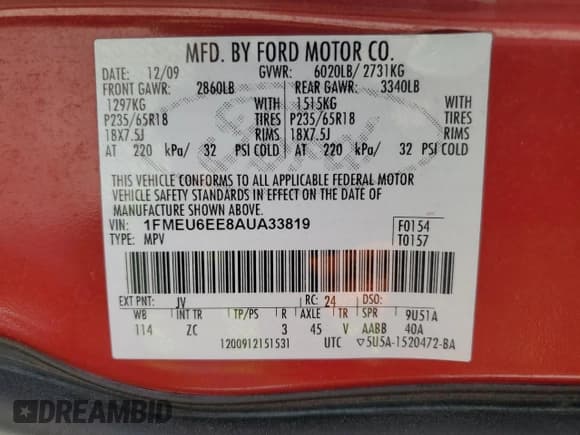 MFD. BY FORD MOTOR CO.
DATE: 12/09 GVWR: 6020LB/ 2731KG
FRONT GAWR: 2860LB REAR GAWR: 3340LB
1297KG WITH 1515KG WITH
P235/65R18 TIRES P235/65R18 TIRES
18X7.5J RIMS 18X7.5J RIMS
AT 220 kPa/ 32 PSI COLD AT 220 kPa/ 32 PSI COLD
THIS VEHICLE CONFORMS TO ALL APPLICABLE FEDERAL MOTOR
VEHICLE SAFETY STANDARDS IN EFFECT ON THE DATE OF
MANUFACTURE SHOWN ABOVE.
VIN: 1FMEU6EE8AUA33819 F0154
TYPE: MPV T0157
EXT PNT: JV RC: 24 DSO:
WB INT TR TP/PS R AXLE TR SPR 9U51A
114 ZC 3 45 V AABB 40A
1200912151531 UTC ▽5U5A-1520472-BA
Ford
DREAMBID